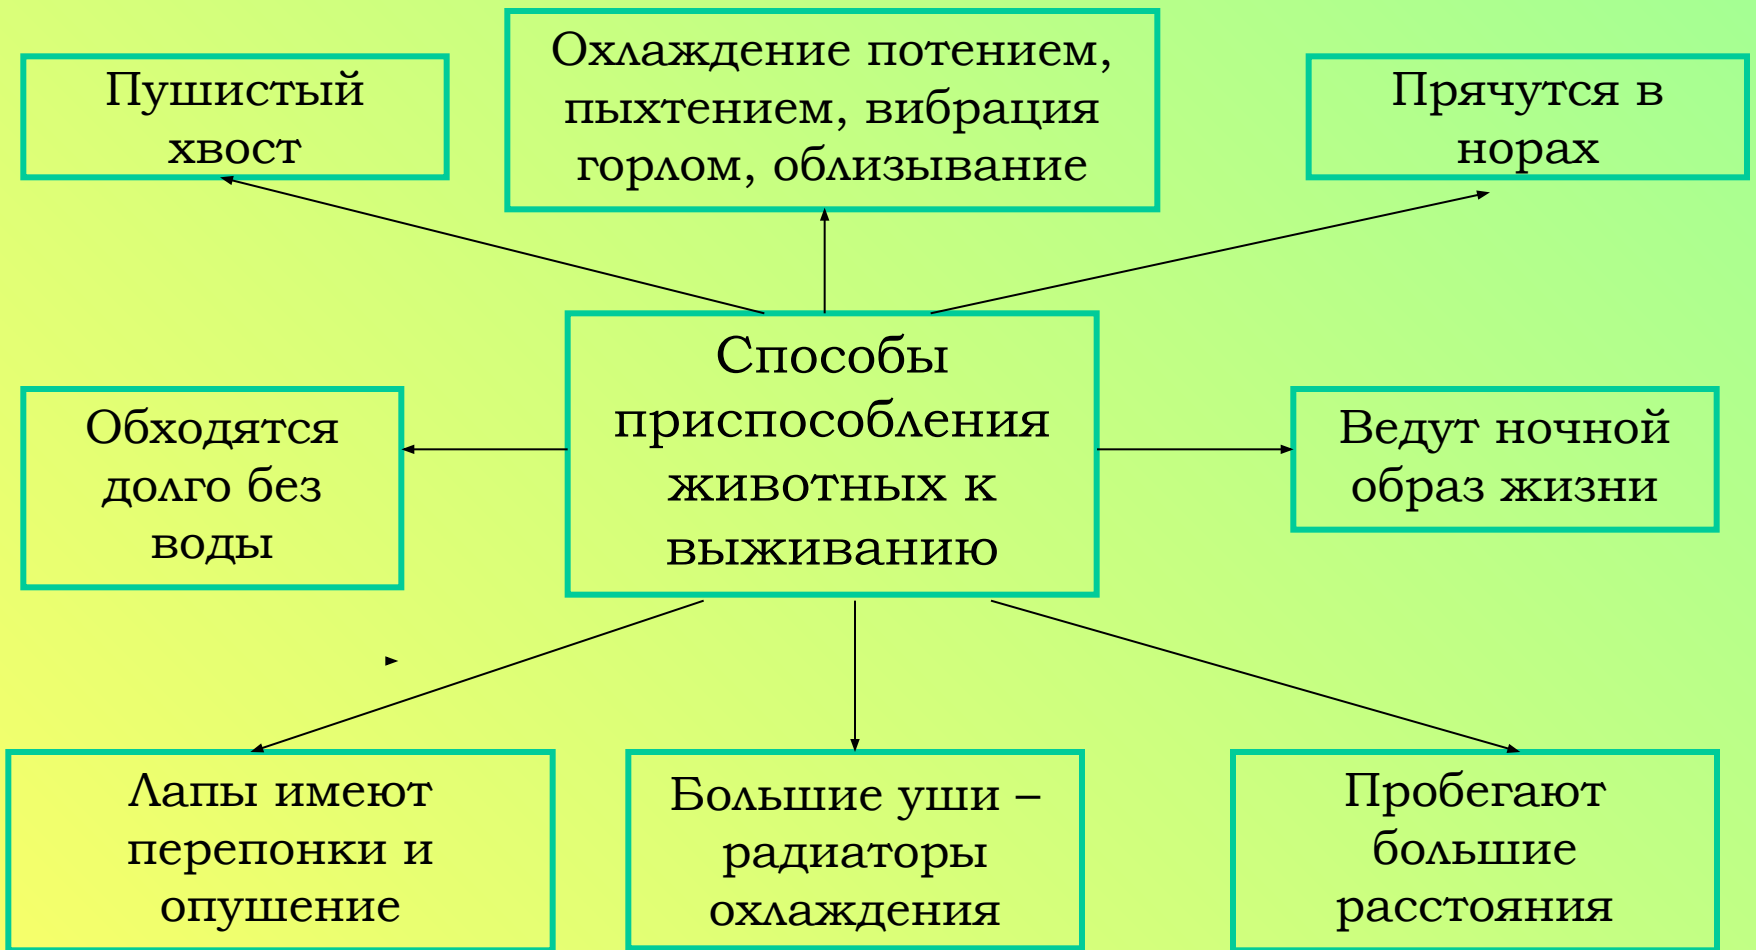 Пушистый
хвост
Охлаждение потением,
пыхтением, вибрация
горлом, облизывание
Прячутся в
норах
Способы
приспособления
животных к
выживанию
Обходятся
долго без
воды
Ведут ночной
образ жизни
Лапы имеют
перепонки и
опушение
Большие уши –
радиаторы
охлаждения
Пробегают
большие
расстояния